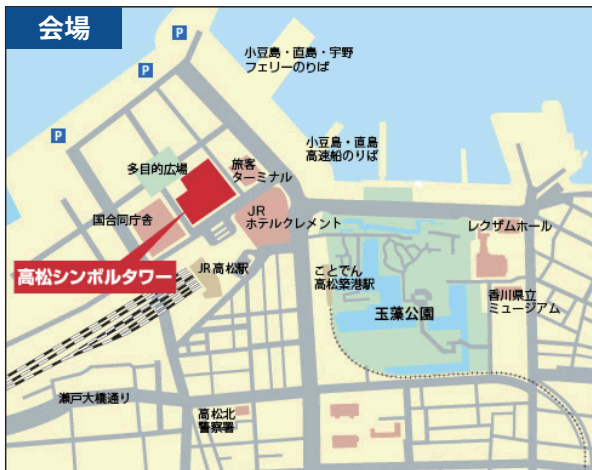 会場
P
P
P
小豆島・直島・宇野
フェリーのりば
小豆島・直島
高速船のりば
多目的広場
旅客
ターミナル
国合同庁舎
JR
ホテルクレメント
レクザムホール
高松シンボルタワー
JR高松駅
ことでん
高松築港駅
玉藻公園
香川県立
ミュージアム
瀬戸大橋通り
高松北
警察署